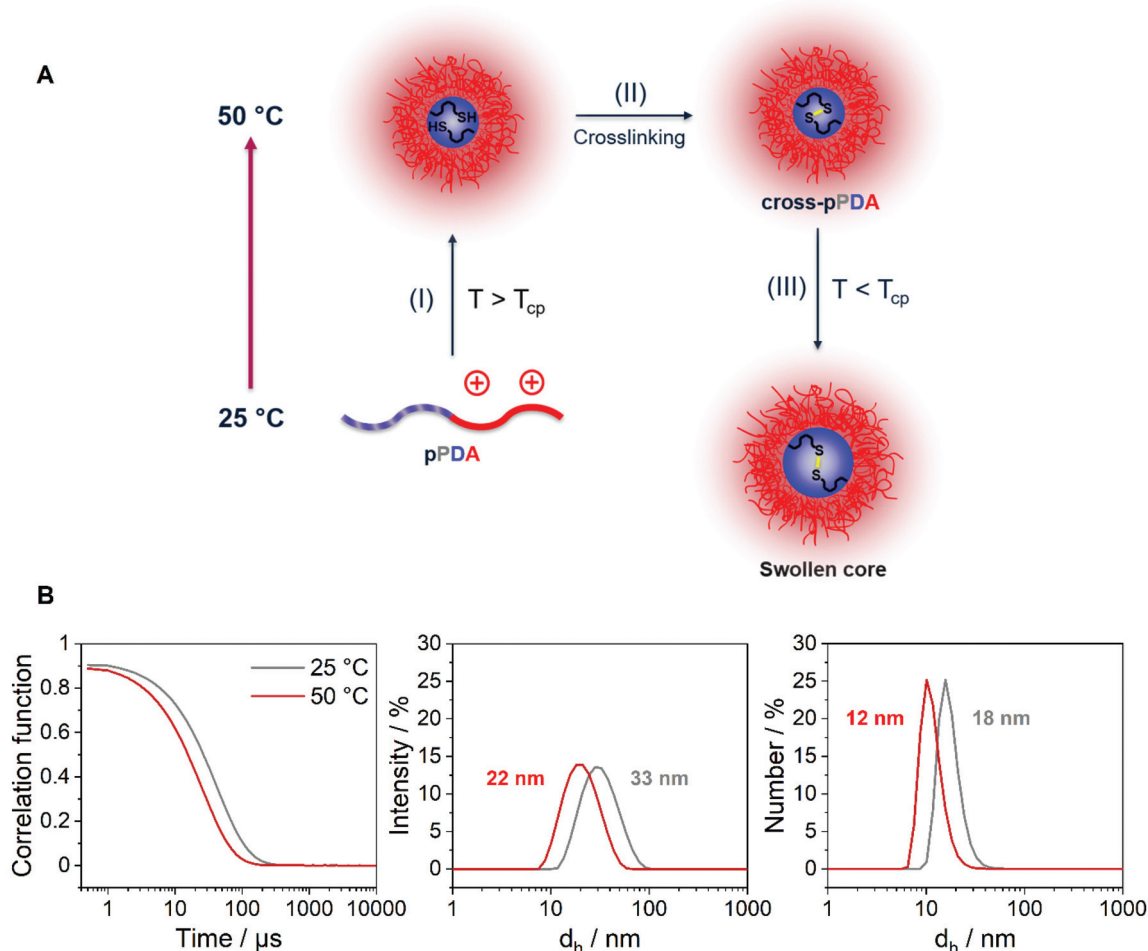 A
50 °C
25 °C
SH
HS
(II)
Crosslinking
S
S
cross-pPDA
(I)
T > Tcp
(III)
T < Tcp
+
+
pPDA
S
S
Swollen core
B
Correlation function
1
0.8
0.6
0.4
0.2
0
25 °C
50 °C
1
10
100
1000
10000
Time / µs
Intensity / %
30
25
20
15
10
5
0
22 nm
33 nm
1
10
100
1000
dh / nm
Number / %
30
25
20
15
10
5
0
12 nm
18 nm
1
10
100
1000
dh / nm